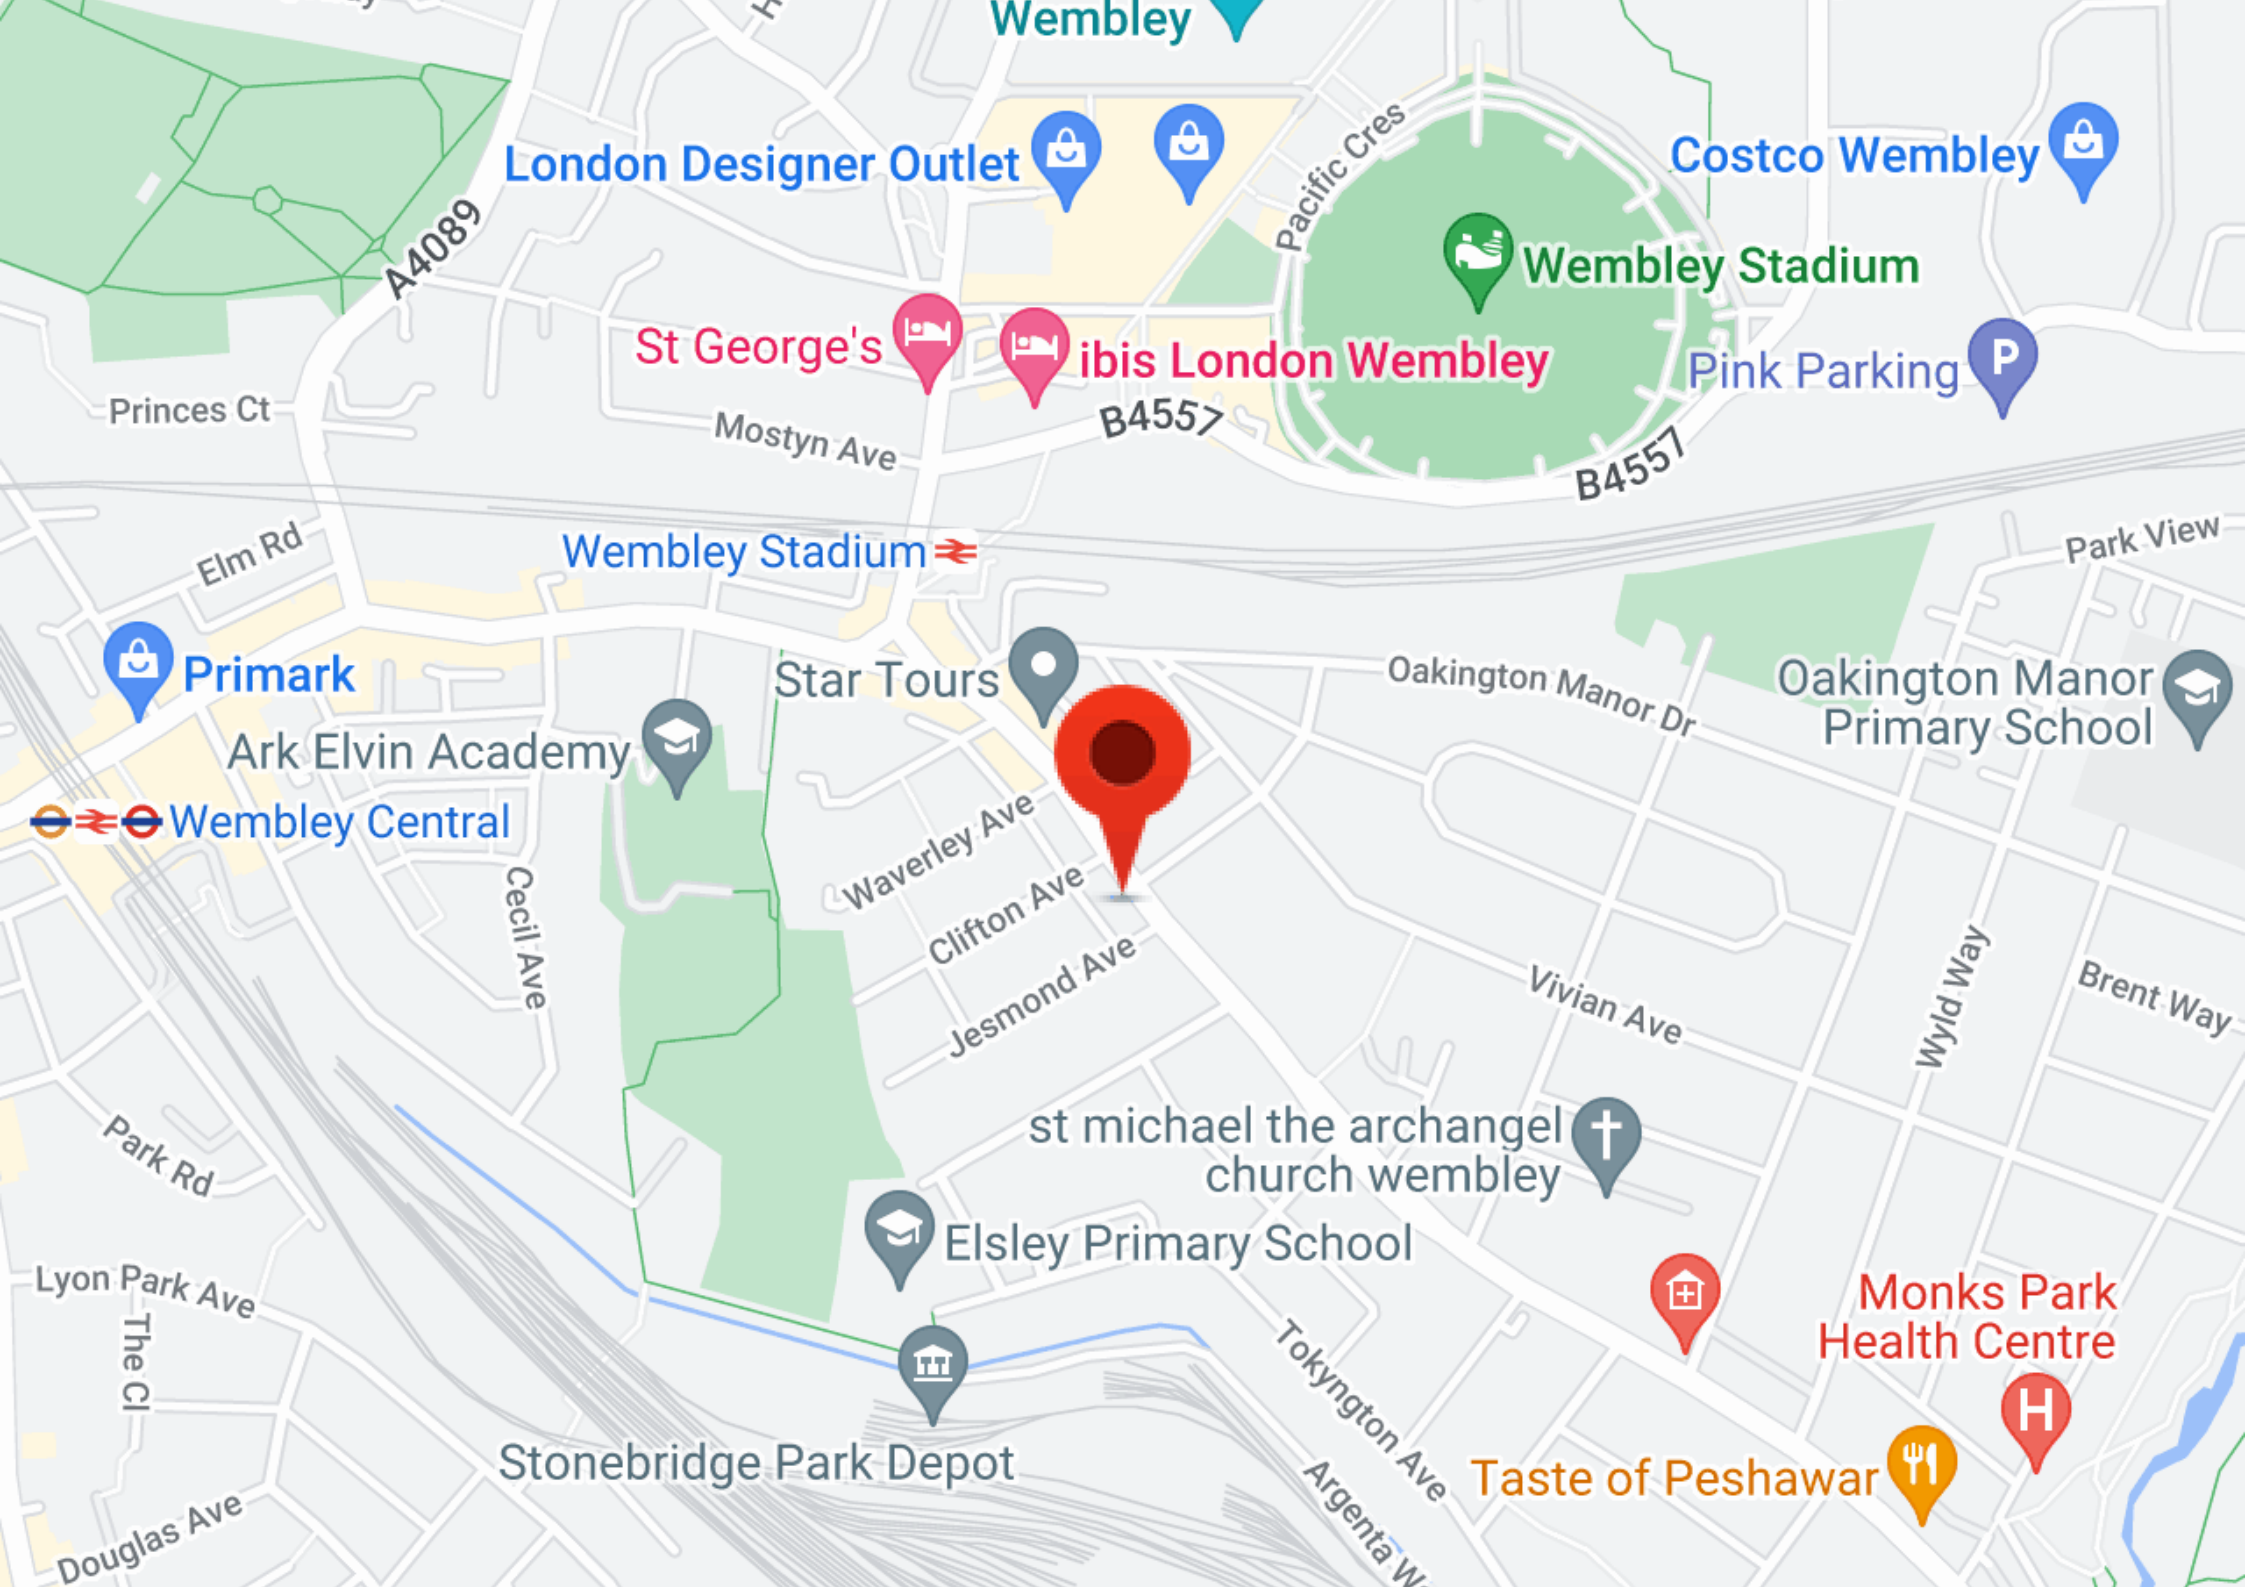 Wembley
London Designer Outlet
Pacific Cres
Costco Wembley
A4089
Wembley Stadium
St George's
ibis London Wembley
Pink Parking
Princes Ct
Mostyn Ave
B4557
B4557
Elm Rd
Wembley Stadium
Park View
Primark
Star Tours
Oakington Manor Dr
Oakington Manor
Primary School
Ark Elvin Academy
Wembley Central
Waverley Ave
Clifton Ave
Cecil Ave
Jesmond Ave
Vivian Ave
Wyld Way
Brent Way
Park Rd
st michael the archangel
church wembley
Elsley Primary School
Lyon Park Ave
The Cl
Monks Park
Health Centre
H
Tokyngton Ave
Stonebridge Park Depot
Taste of Peshawar
Argenta W
Douglas Ave
P